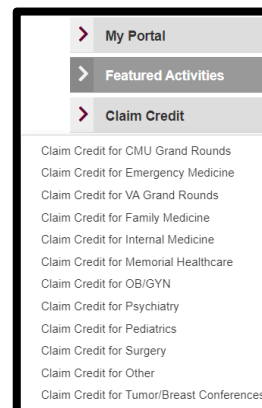 My Portal
Featured Activities
Claim Credit
Claim Credit for CMU Grand Rounds
Claim Credit for Emergency Medicine
Claim Credit for VA Grand Rounds
Claim Credit for Family Medicine
Claim Credit for Internal Medicine
Claim Credit for Memorial Healthcare
Claim Credit for OB/GYN
Claim Credit for Psychiatry
Claim Credit for Pediatrics
Claim Credit for Surgery
Claim Credit for Other
Claim Credit for Tumor/Breast Conferences